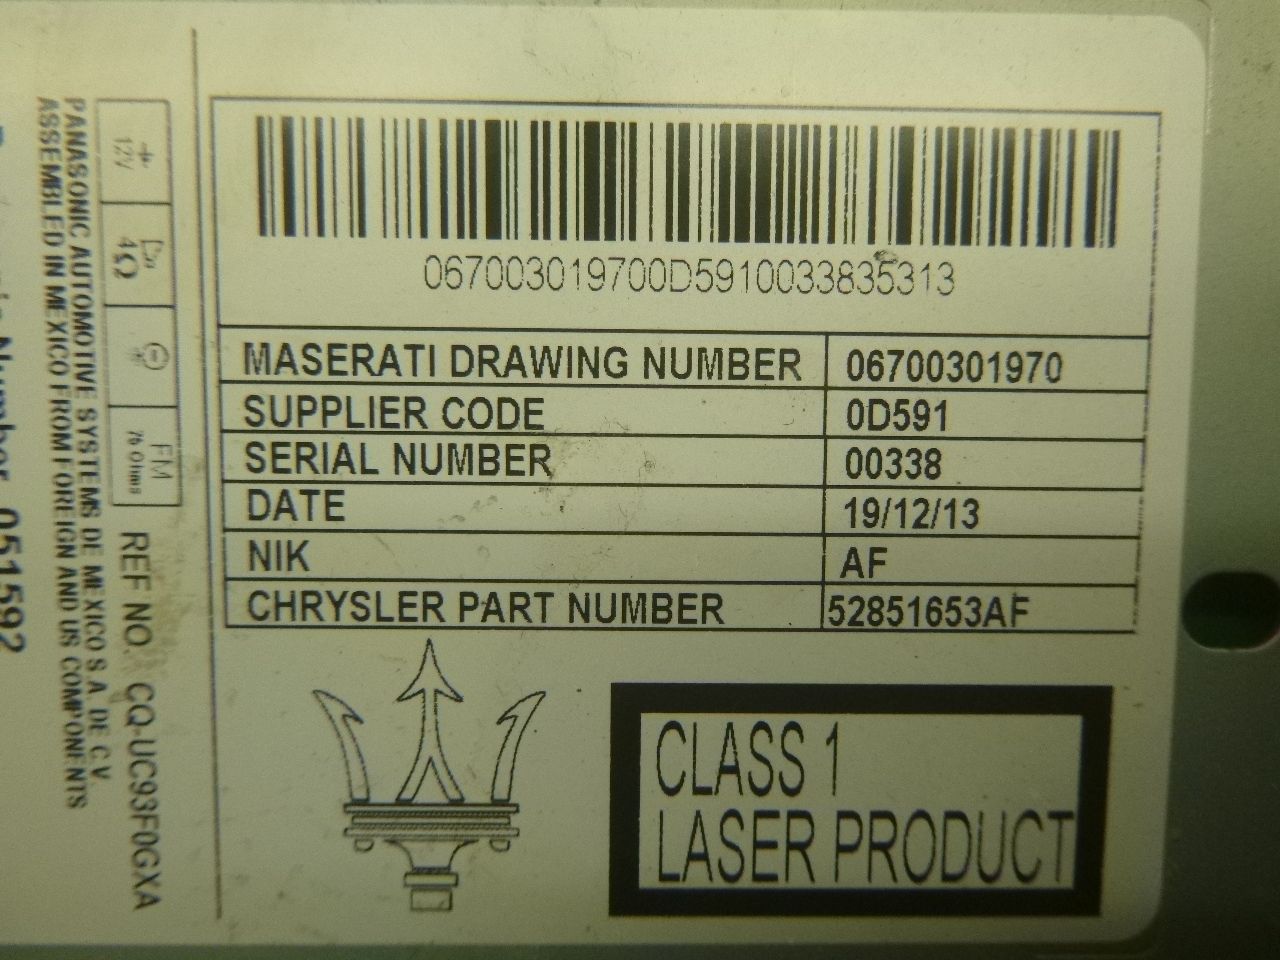 067003019700D5910033835313
MASERATI DRAWING NUMBER 06700301970
SUPPLIER CODE 0D591
SERIAL NUMBER 00338
DATE 19/12/13
NIK AF
CHRYSLER PART NUMBER 52851653AF
CLASS 1
LASER PRODUCT
+
12V
4Ω
FM
76 Ohms
REF NO. CQ-UC93F0GXA
PANASONIC AUTOMOTIVE SYSTEMS DE MEXICO S.A. DE C.V.
ASSEMBLED IN MEXICO FROM FOREIGN AND US COMPONENTS
Number 051592